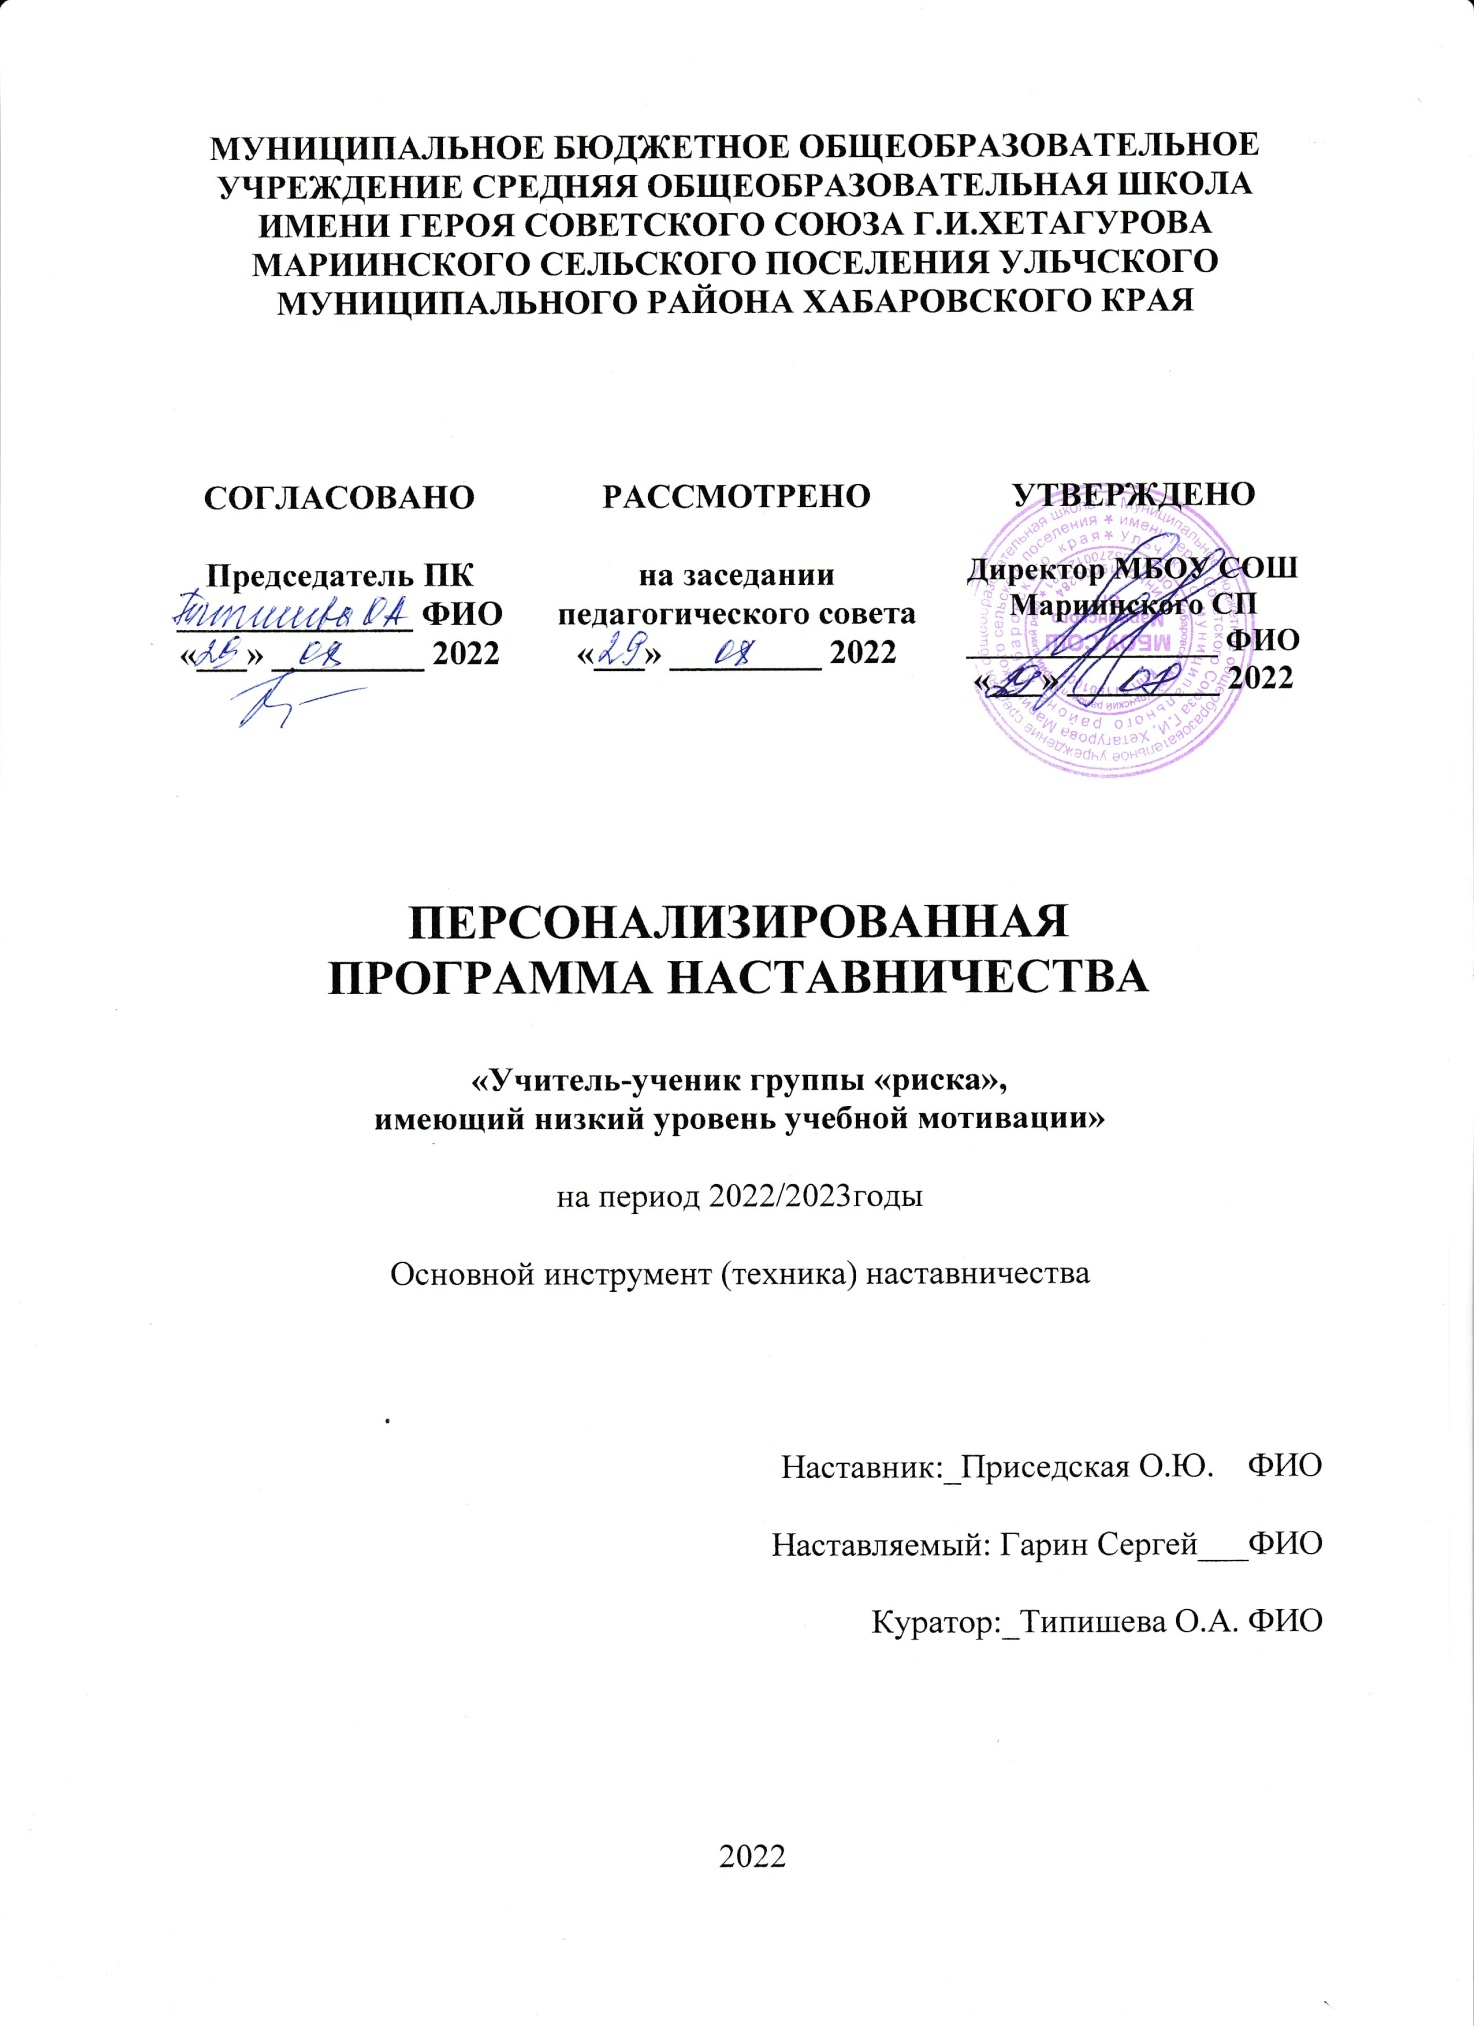 МУНИЦИПАЛЬНОЕ БЮДЖЕТНОЕ ОБЩЕОБРАЗОВАТЕЛЬНОЕ
УЧРЕЖДЕНИЕ СРЕДНЯЯ ОБЩЕОБРАЗОВАТЕЛЬНАЯ ШКОЛА
ИМЕНИ ГЕРОЯ СОВЕТСКОГО СОЮЗА Г.И.ХЕТАГУРОВА
МАРИИНСКОГО СЕЛЬСКОГО ПОСЕЛЕНИЯ УЛЬЧСКОГО
МУНИЦИПАЛЬНОГО РАЙОНА ХАБАРОВСКОГО КРАЯ
СОГЛАСОВАНО
Председатель ПК
Типишева ОА ФИО
«29» 08 2022
РАССМОТРЕНО
на заседании
педагогического совета
«29» 08 2022
УТВЕРЖДЕНО
Директор МБОУ СОШ
Мариинского СП
ФИО
«29» 08 2022
МБОУ СОШ
Мариинского
ПЕРСОНАЛИЗИРОВАННАЯ
ПРОГРАММА НАСТАВНИЧЕСТВА
«Учитель-ученик группы «риска»,
имеющий низкий уровень учебной мотивации»
на период 2022/2023годы
Основной инструмент (техника) наставничества
Наставник:_Приседская О.Ю. ФИО
Наставляемый: Гарин Сергей___ФИО
Куратор:_Типишева О.А. ФИО
2022